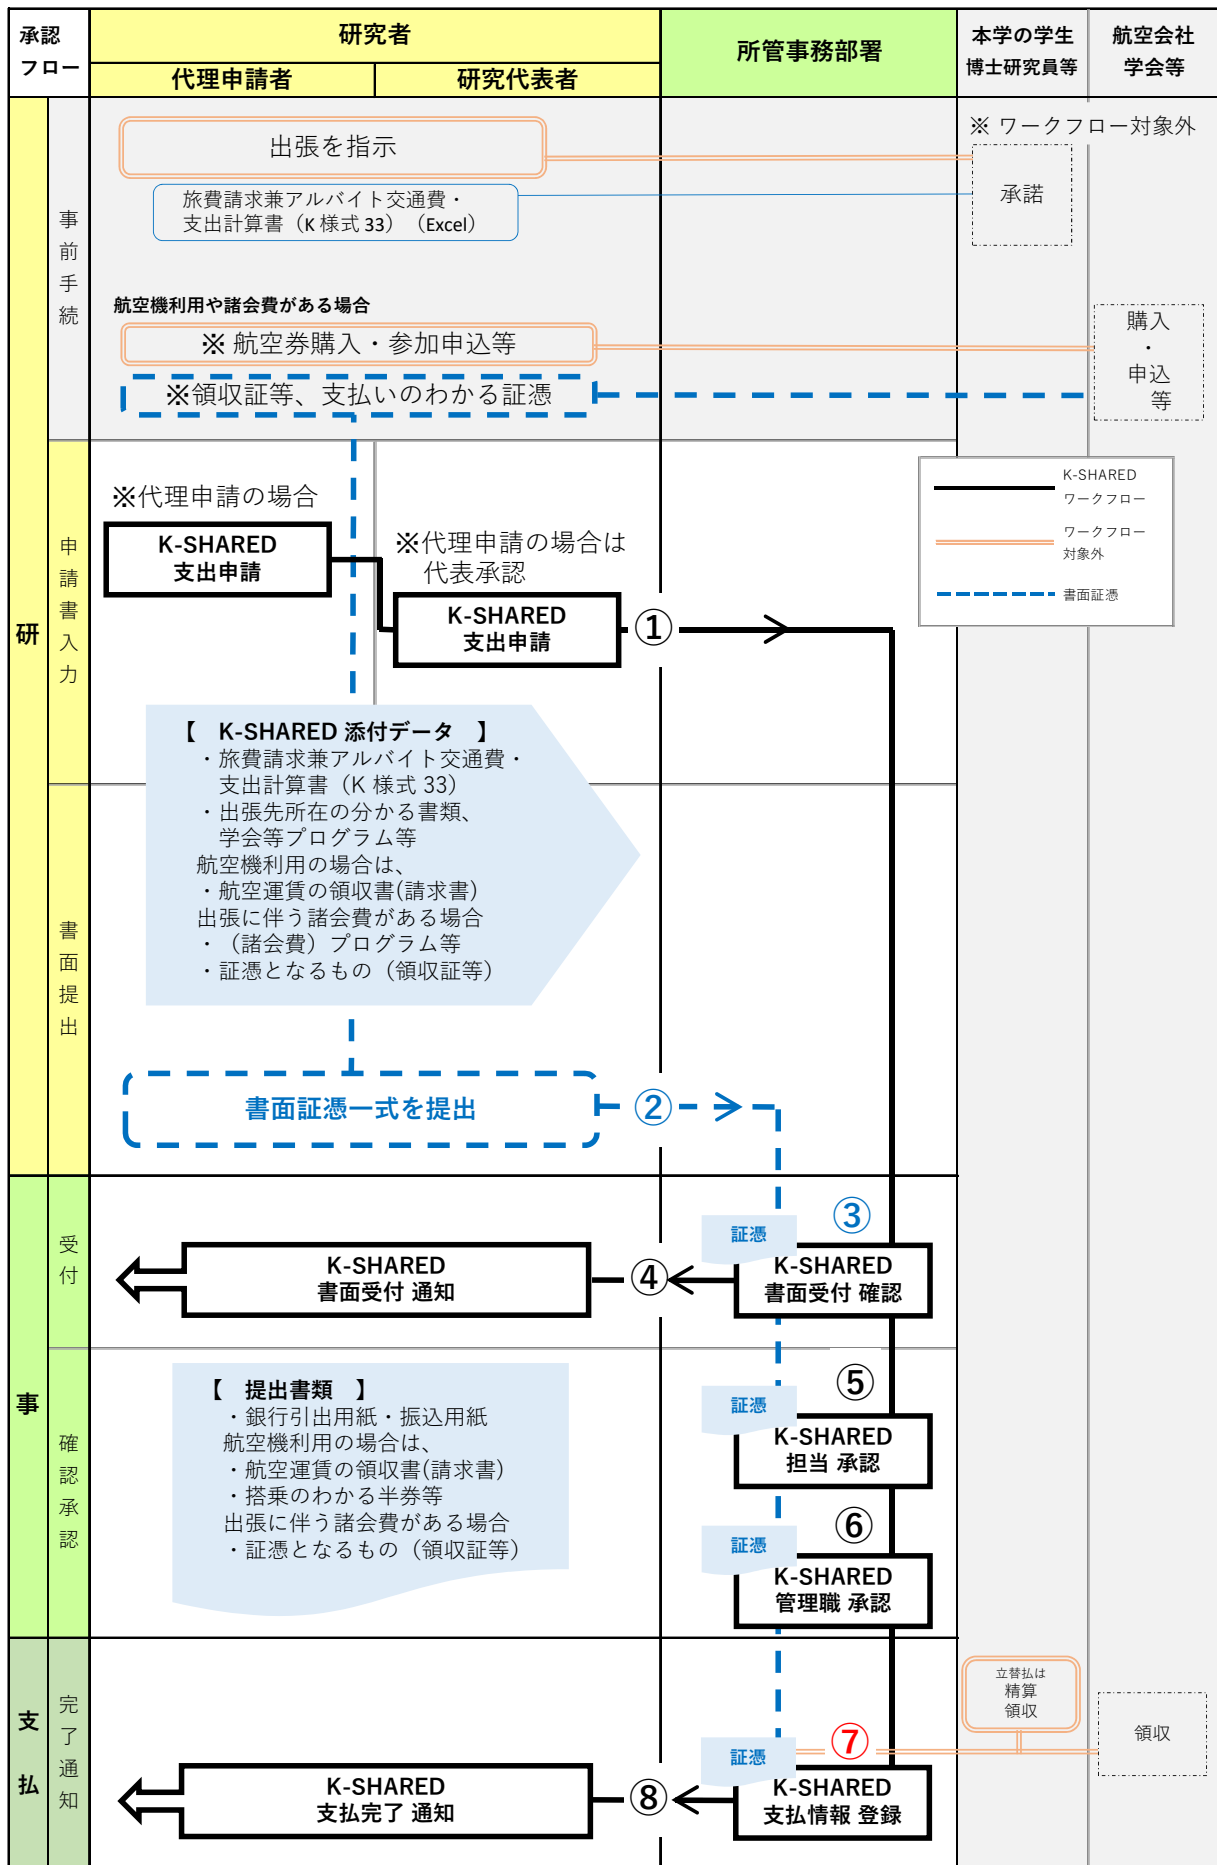 承認
フロー
研究者
代理申請者
研究代表者
所管事務部署
本学の学生
博士研究員等
航空会社
学会等
事前手続
出張を指示
※ ワークフロー対象外
承諾
旅費請求兼アルバイト交通費・
支出計算書（K 様式 33）（Excel）
航空機利用や諸会費がある場合
※ 航空券購入・参加申込等
※領収証等、支払いのわかる証憑
購入
・
申込
等
研
申請書入力
※代理申請の場合
K-SHARED
支出申請
※代理申請の場合は
代表承認
K-SHARED
支出申請
①
K-SHARED
ワークフロー
ワークフロー
対象外
書面証憑
【 K-SHARED 添付データ 】
・旅費請求兼アルバイト交通費・
支出計算書（K 様式 33）
・出張先所在の分かる書類、
学会等プログラム等
航空機利用の場合は、
・航空運賃の領収書(請求書)
出張に伴う諸会費がある場合
・（諸会費）プログラム等
・証憑となるもの（領収証等）
書面提出
書面証憑一式を提出
②
事
受付
③
証憑
K-SHARED
書面受付 確認
④
K-SHARED
書面受付 通知
確認承認
【 提出書類 】
・銀行引出用紙・振込用紙
航空機利用の場合は、
・航空運賃の領収書(請求書)
・搭乗のわかる半券等
出張に伴う諸会費がある場合
・証憑となるもの（領収証等）
⑤
証憑
K-SHARED
担当 承認
⑥
証憑
K-SHARED
管理職 承認
支払
完了通知
立替払は
精算
領収
領収
⑦
証憑
K-SHARED
支払情報 登録
⑧
K-SHARED
支払完了 通知